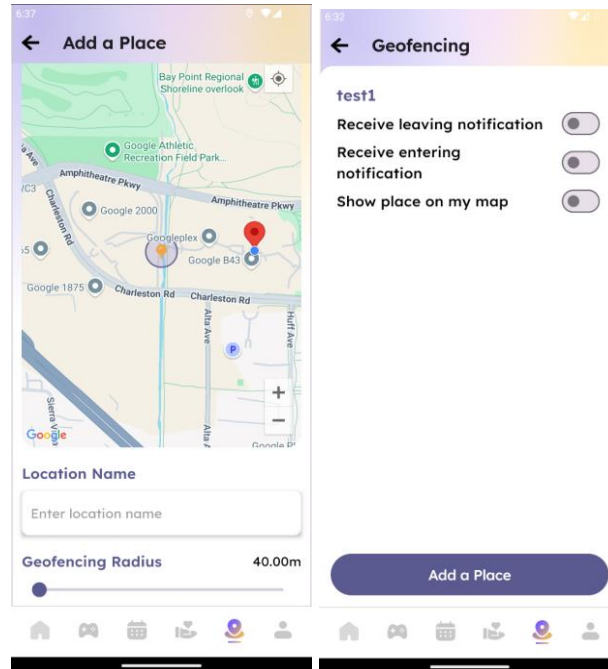 6:37
Add a Place
Bay Point Regional
Shoreline overlook
Google Athletic
Recreation Field Park...
Amphitheatre Pkwy
Amphitheatre Pkwy
Charleston Rd
Google 2000
Googleplex
Google B43
Google 1875
Charleston Rd
Charleston Rd
Alta Ave
Huff Ave
P
Sierra Vista
Alta
Google
+
−
Location Name
Enter location name
Geofencing Radius
40.00m
6:32
Geofencing
test1
Receive leaving notification
Receive entering
notification
Show place on my map
Add a Place